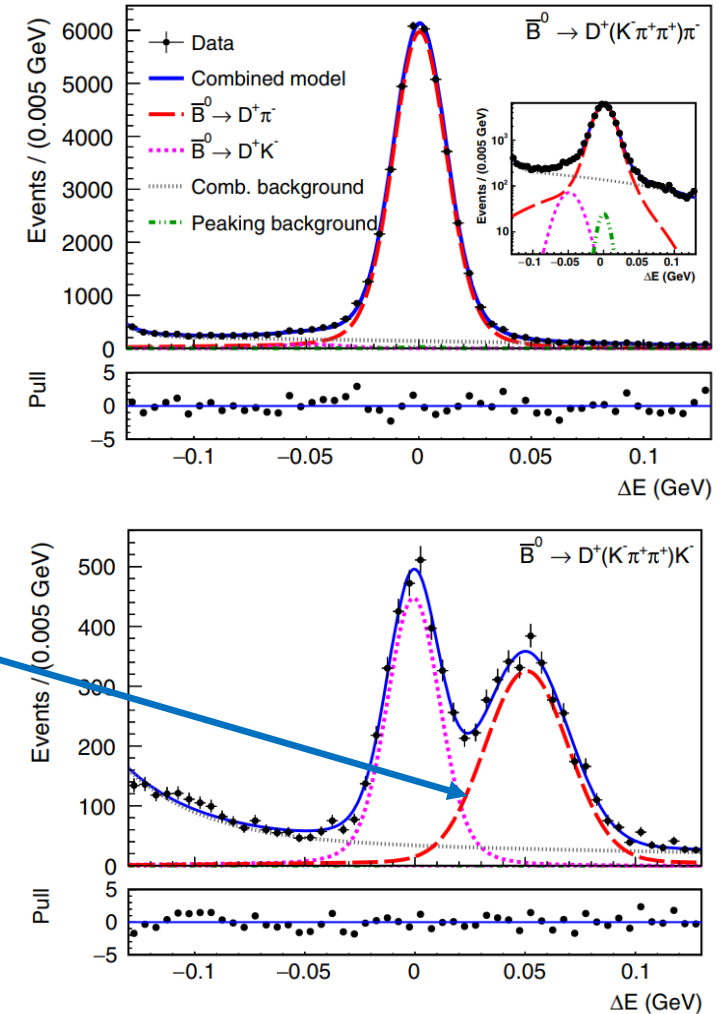 B̅⁰ → D⁺(K⁻π⁺π⁺)π⁻
Events / (0.005 GeV)
6000
5000
4000
3000
2000
1000
0
Data
Combined model
B̅⁰ → D⁺π⁻
B̅⁰ → D⁺K⁻
Comb. background
Peaking background
Events / (0.005 GeV)
10³
10²
10
−0.1 −0.05 0 0.05 0.1
ΔE (GeV)
Pull
5
0
−5
−0.1 −0.05 0 0.05 0.1
ΔE (GeV)
B̅⁰ → D⁺(K⁻π⁺π⁺)K⁻
Events / (0.005 GeV)
500
400
300
200
100
0
Pull
5
0
−5
−0.1 −0.05 0 0.05 0.1
ΔE (GeV)